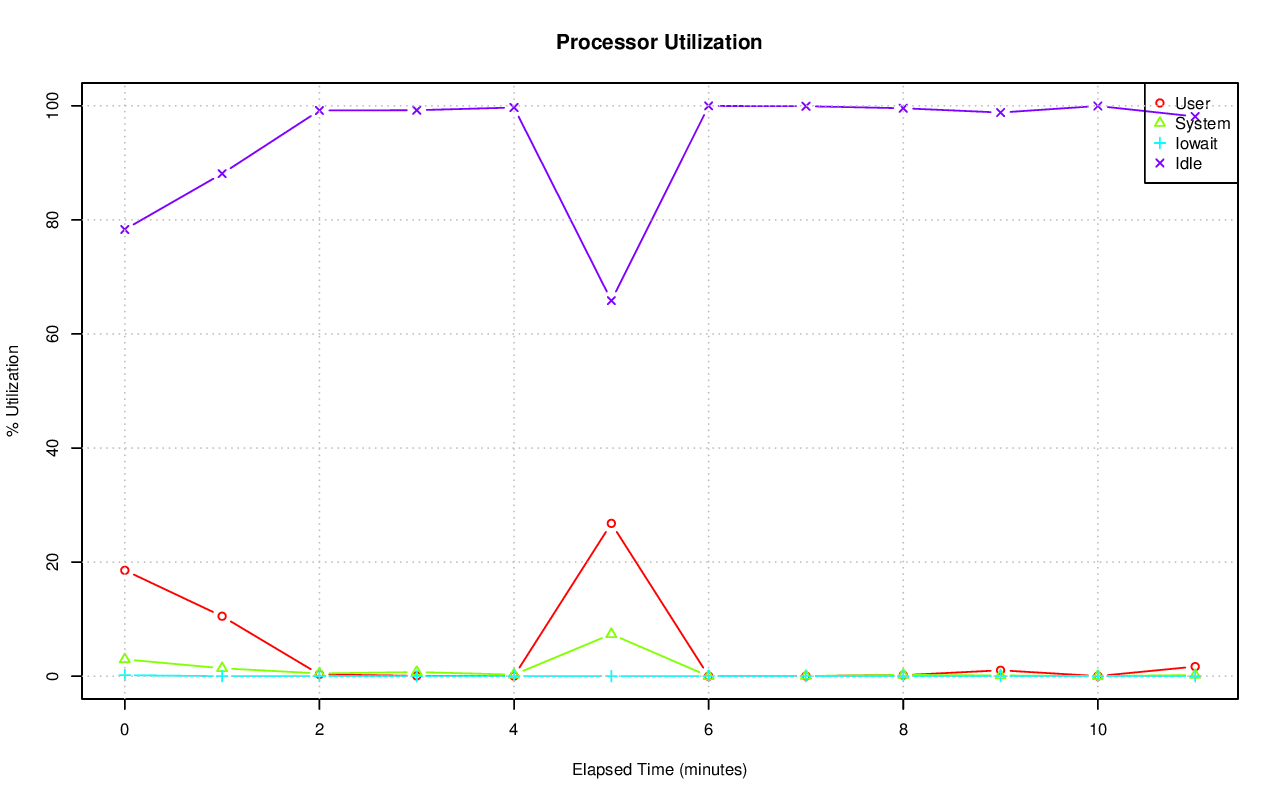 Processor Utilization
% Utilization
100
80
60
40
20
0
User
System
Iowait
Idle
0 2 4 6 8 10
Elapsed Time (minutes)